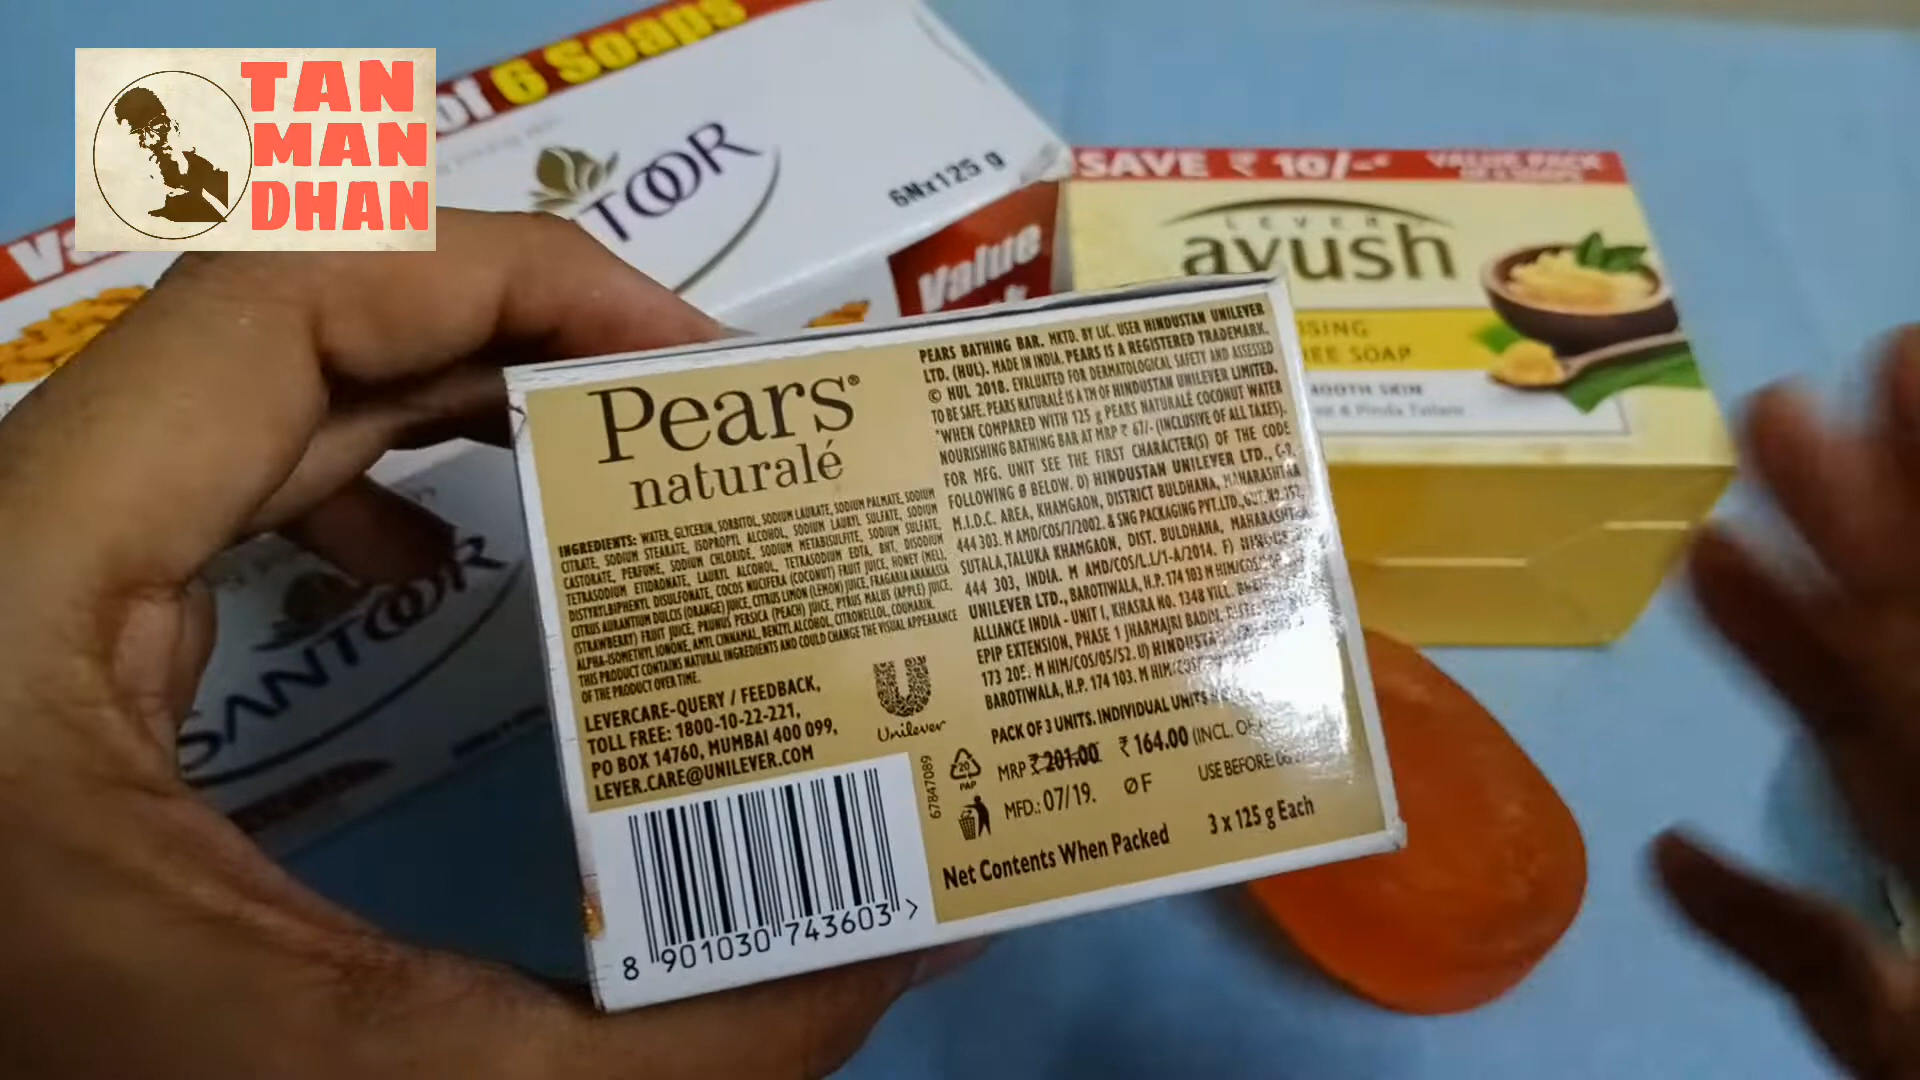 TAN
MAN
DHAN
of 6 Soaps
TOOR
6Nx125 g
Value
SAVE ₹ 10/-*
VALUE PACK
LEVER
ayush
SOAP
SANTOOR
Pears®
naturalé
INGREDIENTS: WATER, GLYCERIN, SORBITOL, SODIUM LAURATE, SODIUM PALMATE, SODIUM
CITRATE, SODIUM STEARATE, ISOPROPYL ALCOHOL, SODIUM LAURYL SULFATE, SODIUM
CASTORATE, PERFUME, SODIUM CHLORIDE, SODIUM METABISULFITE, SODIUM SULFATE,
TETRASODIUM ETIDRONATE, LAURYL ALCOHOL, TETRASODIUM EDTA, BHT, DISODIUM
DISTYRYLBIPHENYL DISULFONATE, COCOS NUCIFERA (COCONUT) FRUIT JUICE, HONEY (MEL),
CITRUS AURANTIUM DULCIS (ORANGE) JUICE, CITRUS LIMON (LEMON) JUICE, FRAGARIA ANANASSA
(STRAWBERRY) FRUIT JUICE, PRUNUS PERSICA (PEACH) JUICE, PYRUS MALUS (APPLE) JUICE,
ALPHA-ISOMETHYL IONONE, AMYL CINNAMAL, BENZYL ALCOHOL, CITRONELLOL, COUMARIN.
THIS PRODUCT CONTAINS NATURAL INGREDIENTS AND COULD CHANGE THE VISUAL APPEARANCE
OF THE PRODUCT OVER TIME.
LEVERCARE-QUERY / FEEDBACK,
TOLL FREE: 1800-10-22-221,
PO BOX 14760, MUMBAI 400 099,
LEVER.CARE@UNILEVER.COM
Unilever
8 901030 743603 >
PEARS BATHING BAR. MKTD. BY LIC. USER HINDUSTAN UNILEVER
LTD. (HUL). MADE IN INDIA. PEARS IS A REGISTERED TRADEMARK.
© HUL 2018. EVALUATED FOR DERMATOLOGICAL SAFETY AND ASSESSED
TO BE SAFE. PEARS NATURALÉ IS A TM OF HINDUSTAN UNILEVER LIMITED.
*WHEN COMPARED WITH 125 g PEARS NATURALÉ COCONUT WATER
NOURISHING BATHING BAR AT MRP ₹ 67/- (INCLUSIVE OF ALL TAXES).
FOR MFG. UNIT SEE THE FIRST CHARACTER(S) OF THE CODE
FOLLOWING Ø BELOW. D) HINDUSTAN UNILEVER LTD., C-9,
M.I.D.C. AREA, KHAMGAON, DISTRICT BULDHANA, MAHARASHTRA
444 303. M AMD/COS/7/2002. & SNG PACKAGING PVT.LTD.,GUT.
SUTALA,TALUKA KHAMGAON, DIST. BULDHANA, MAHARASHTRA
444 303, INDIA. M AMD/COS/L.L/1-A/2014. F)
UNILEVER LTD., BAROTIWALA, H.P. 174 103 M HIM/COS/
ALLIANCE INDIA - UNIT I, KHASRA NO. 1348 VILL.
EPIP EXTENSION, PHASE 1 JHARMAJRI BADDI,
173 205. M HIM/COS/05/52. U) HINDUSTAN
BAROTIWALA, H.P. 174 103. M HIM/COS/
PACK OF 3 UNITS. INDIVIDUAL UNITS
67847089
20
PAP
MRP ₹ 201.00 ₹ 164.00 (INCL. OF
MFD.: 07/19. ØF USE BEFORE:
Net Contents When Packed 3 x 125 g Each